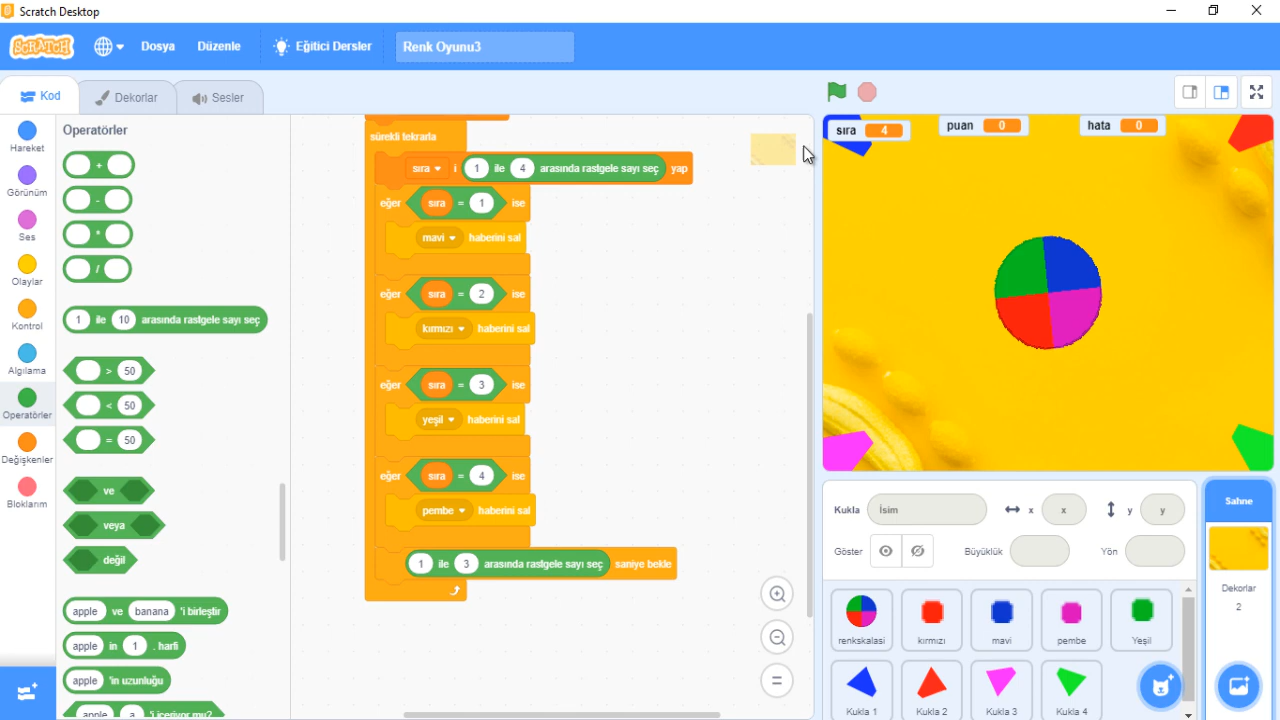 Scratch Desktop
SCRATCH Dosya Düzenle Eğitici Dersler Renk Oyunu3
Kod Dekorlar Sesler
Hareket
Görünüm
Ses
Olaylar
Kontrol
Algılama
Operatörler
Değişkenler
Bloklarım
Operatörler
+
-
*
/
1 ile 10 arasında rastgele sayı seç
> 50
< 50
= 50
ve
veya
değil
apple ve banana 'i birleştir
apple in 1 . harfi
apple 'in uzunluğu
apple a 'i içeriyor mu?
sürekli tekrarla
sıra i 1 ile 4 arasında rastgele sayı seç yap
eğer sıra = 1 ise
mavi haberini sal
eğer sıra = 2 ise
kırmızı haberini sal
eğer sıra = 3 ise
yeşil haberini sal
eğer sıra = 4 ise
pembe haberini sal
1 ile 3 arasında rastgele sayı seç saniye bekle
sıra 4 puan 0 hata 0
Kukla İsim x x y y
Göster Büyüklük Yön
renkskalasi kırmızı mavi pembe Yeşil
Kukla 1 Kukla 2 Kukla 3 Kukla 4
Sahne
Dekorlar
2